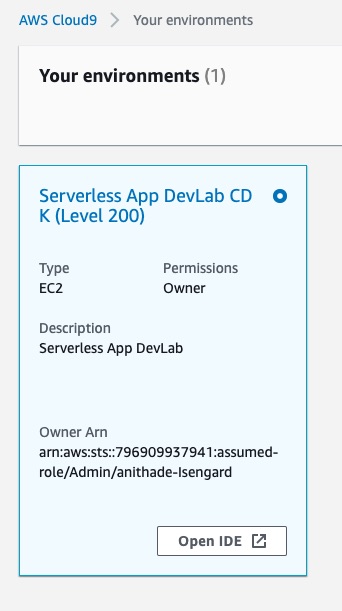 AWS Cloud9 > Your environments
Your environments (1)
Serverless App DevLab CD
K (Level 200)
Type Permissions
EC2 Owner
Description
Serverless App DevLab
Owner Arn
arn:aws:sts::796909937941:assumed-
role/Admin/anithade-Isengard
Open IDE